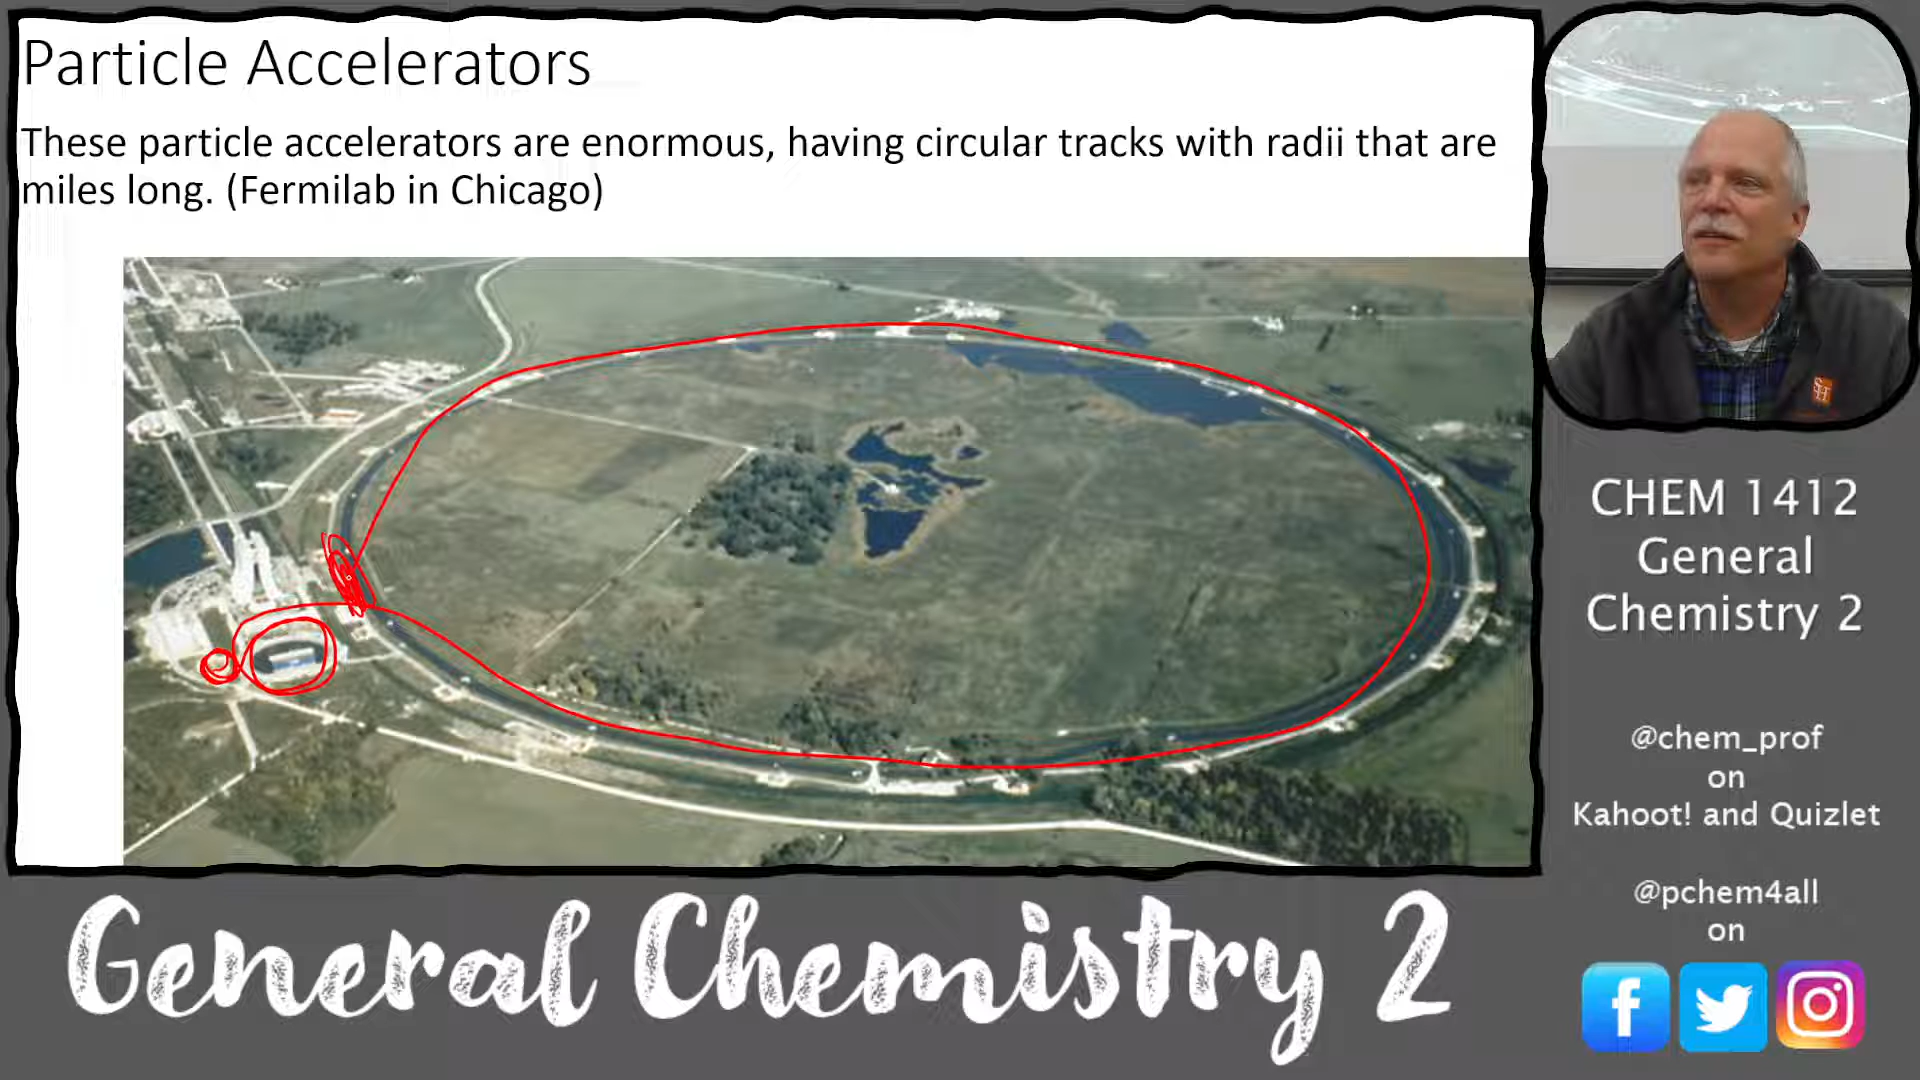 Particle Accelerators
These particle accelerators are enormous, having circular tracks with radii that are
miles long. (Fermilab in Chicago)
SH
CHEM 1412
General
Chemistry 2
@chem_prof
on
Kahoot! and Quizlet
@pchem4all
on
General Chemistry 2